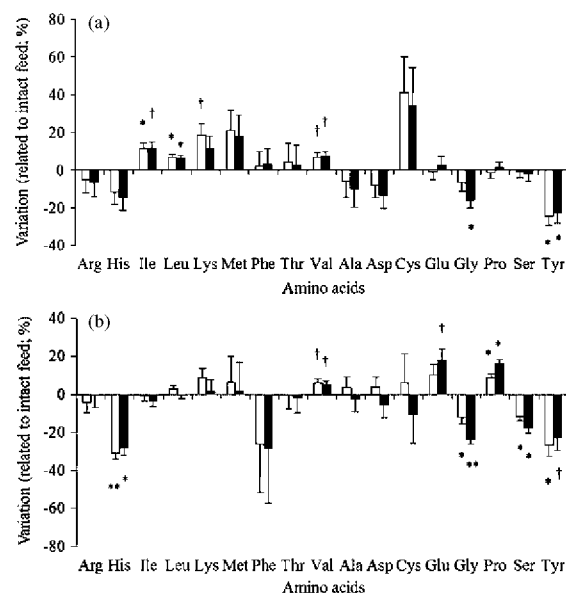 (a)
Variation (related to intact feed; %)
80
60
40
20
0
-20
-40
* † * * † † †
* * *
Arg His Ile Leu Lys Met Phe Thr Val Ala Asp Cys Glu Gly Pro Ser Tyr
Amino acids
(b)
Variation (related to intact feed; %)
80
60
40
20
0
-20
-40
-60
-80
† † † * *
** * * ** * * * †
Arg His Ile Leu Lys Met Phe Thr Val Ala Asp Cys Glu Gly Pro Ser Tyr
Amino acids